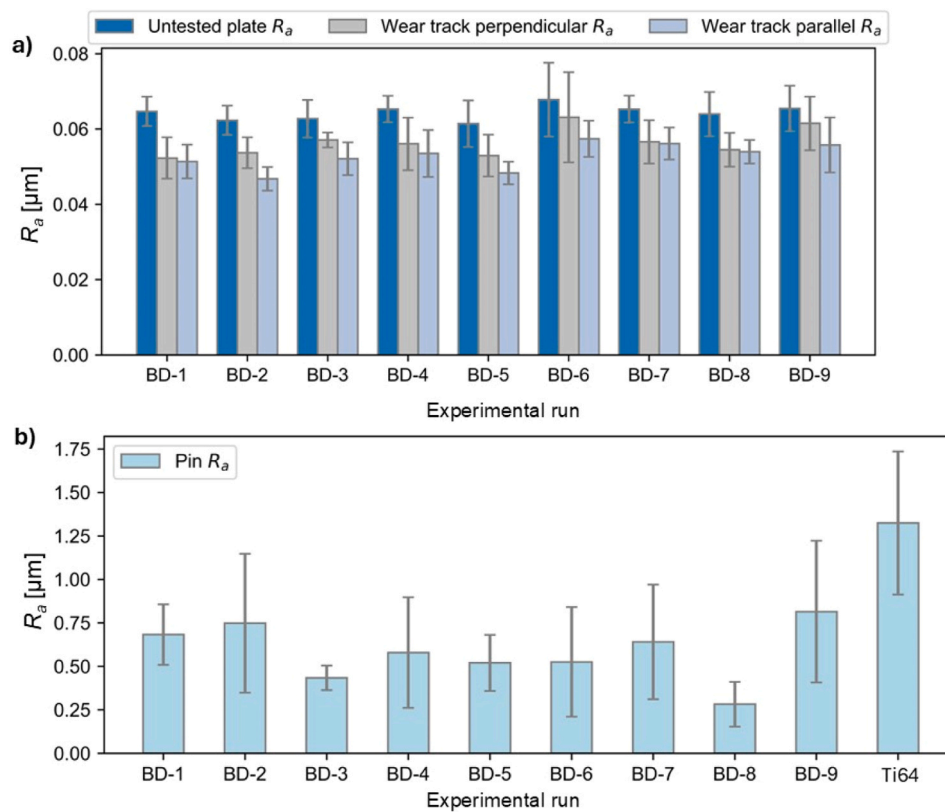 Untested plate Rₐ Wear track perpendicular Rₐ Wear track parallel Rₐ
a)
0.08
0.06
0.04
0.02
0.00
Rₐ [μm]
BD-1 BD-2 BD-3 BD-4 BD-5 BD-6 BD-7 BD-8 BD-9
Experimental run
b)
Pin Rₐ
1.75
1.50
1.25
1.00
0.75
0.50
0.25
0.00
Rₐ [μm]
BD-1 BD-2 BD-3 BD-4 BD-5 BD-6 BD-7 BD-8 BD-9 Ti64
Experimental run